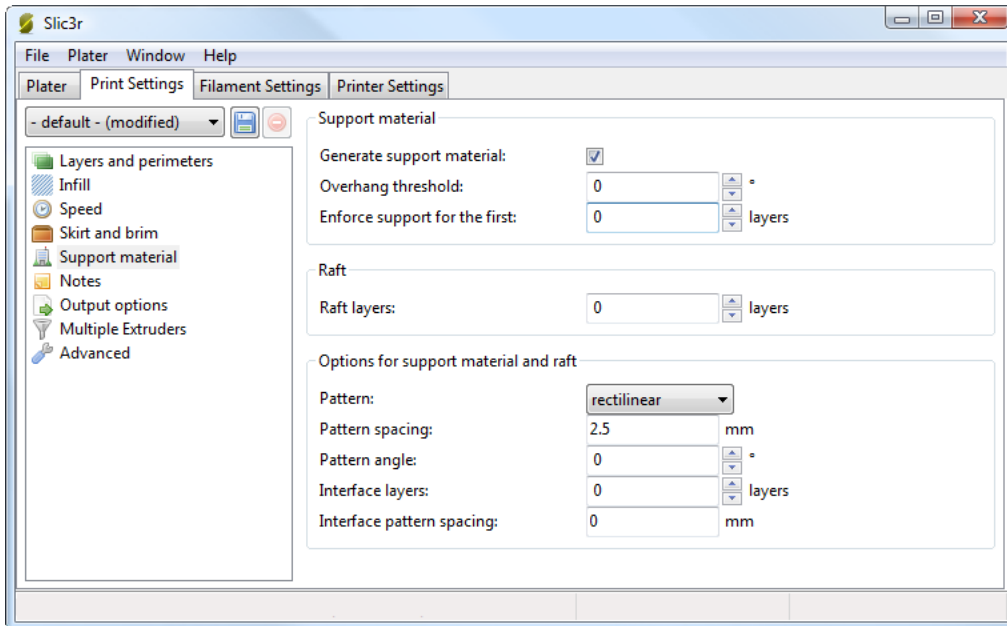 Slic3r
File Plater Window Help
Plater Print Settings Filament Settings Printer Settings
- default - (modified)
Layers and perimeters
Infill
Speed
Skirt and brim
Support material
Notes
Output options
Multiple Extruders
Advanced
Support material
Generate support material:
Overhang threshold: 0 °
Enforce support for the first: 0 layers
Raft
Raft layers: 0 layers
Options for support material and raft
Pattern: rectilinear
Pattern spacing: 2.5 mm
Pattern angle: 0 °
Interface layers: 0 layers
Interface pattern spacing: 0 mm